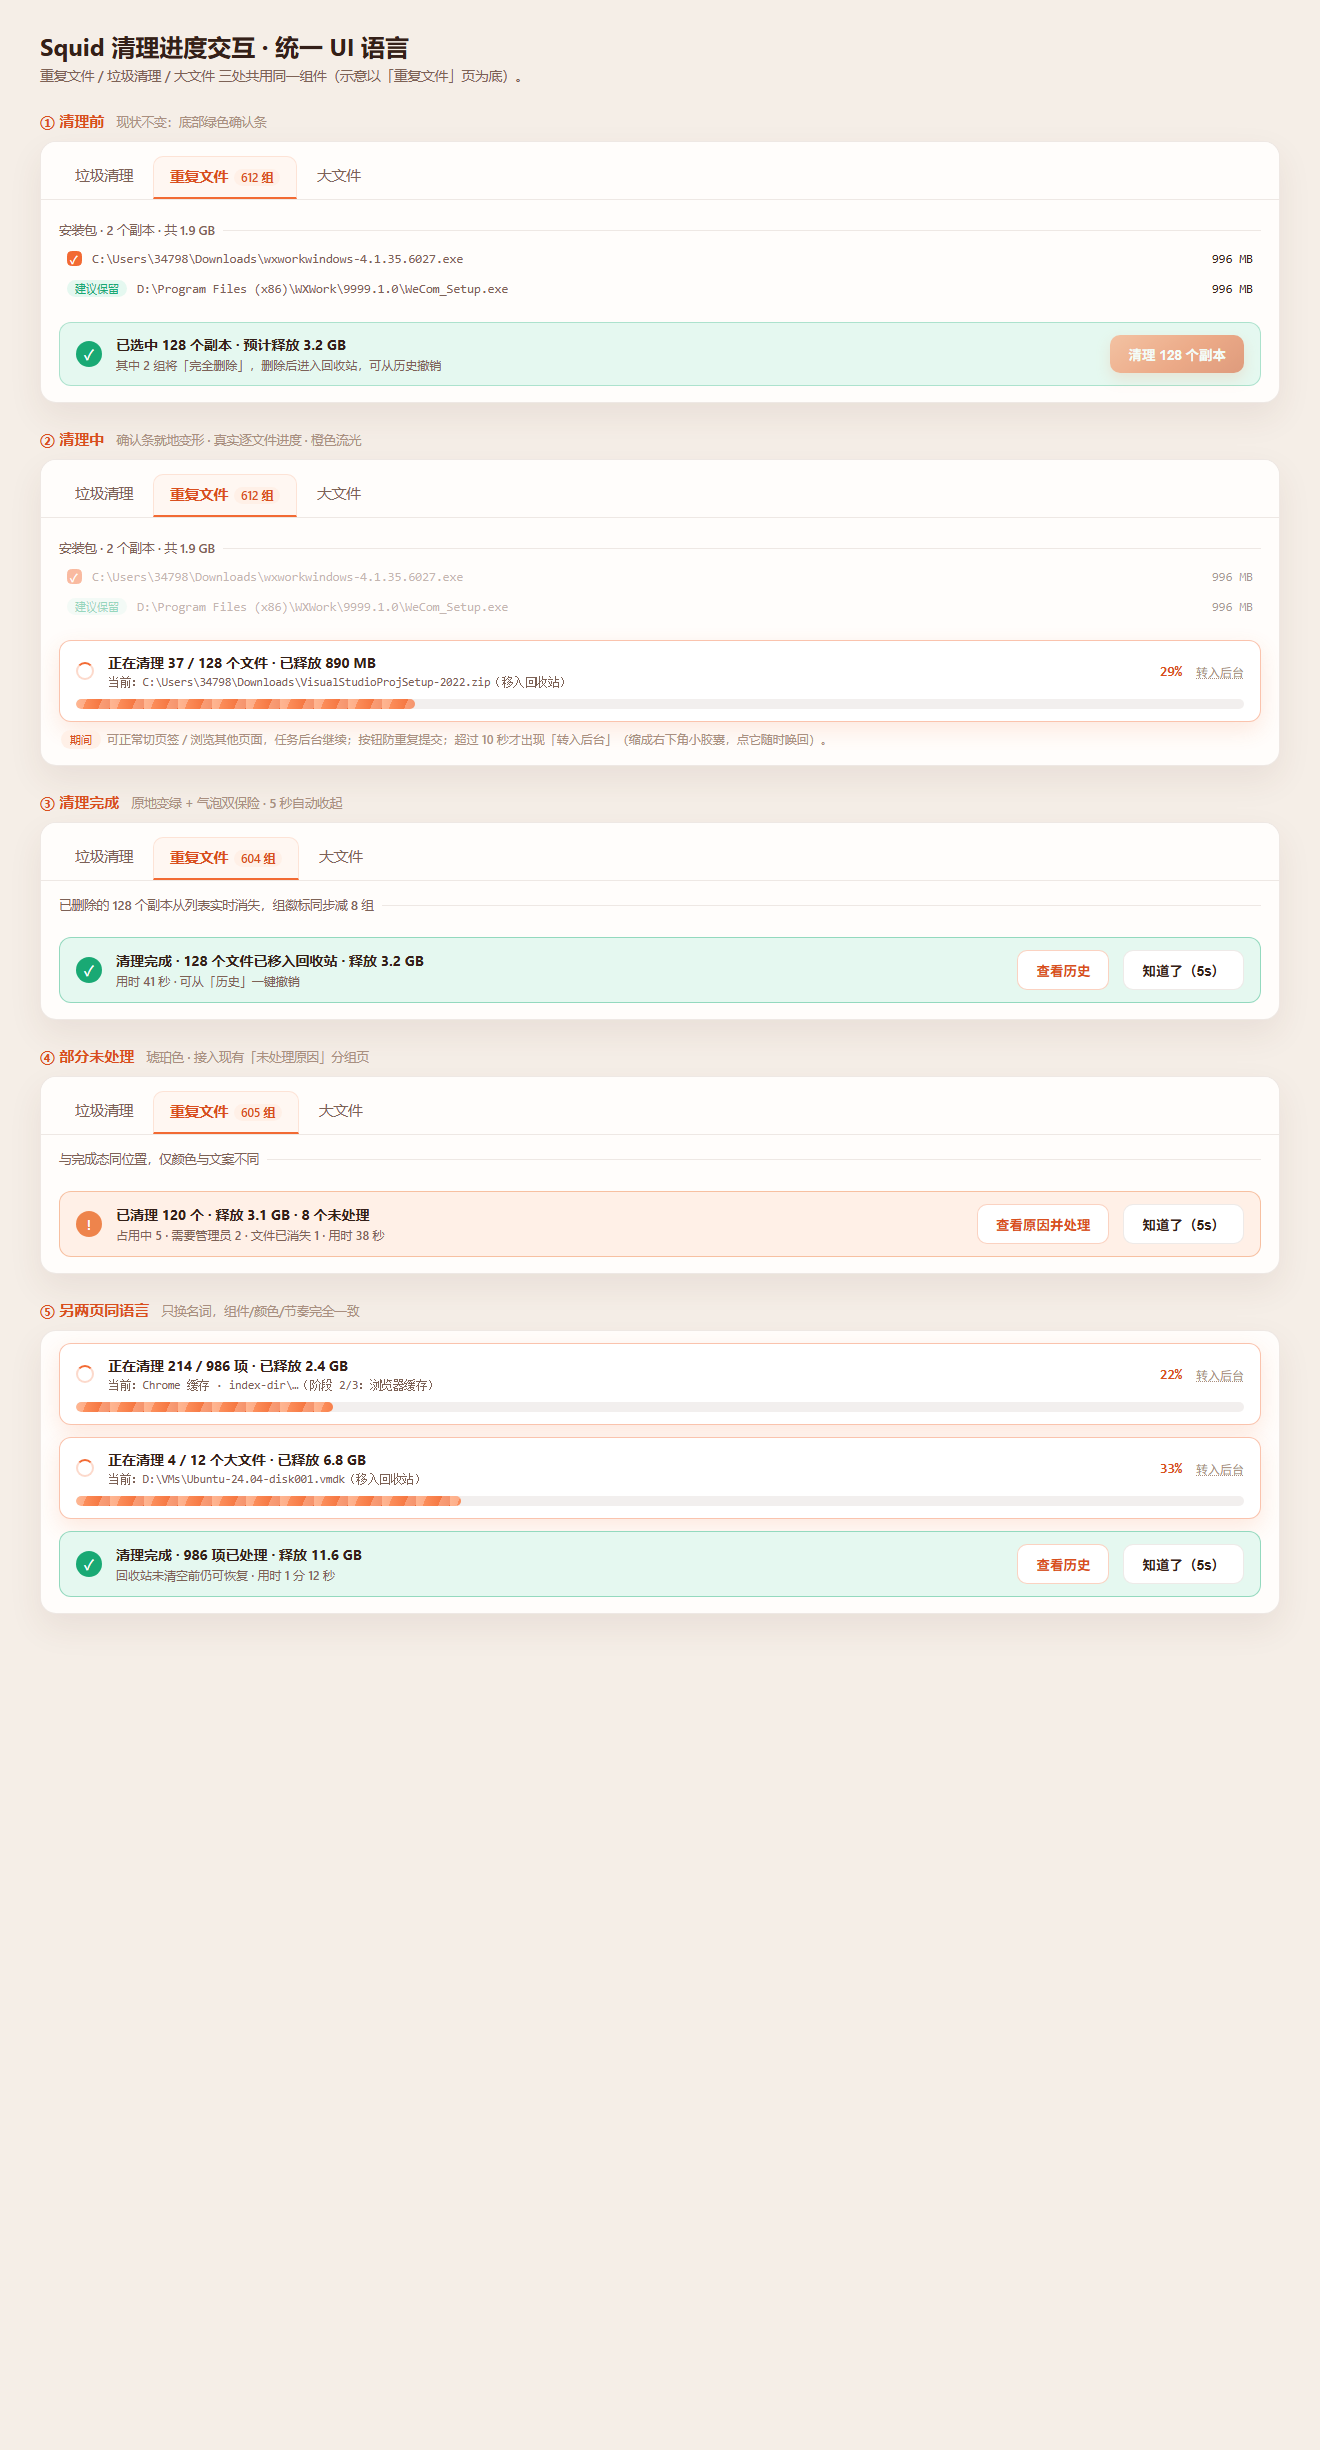 Squid 清理进度交互 · 统一 UI 语言
重复文件 / 垃圾清理 / 大文件 三处共用同一组件（示意以「重复文件」页为底）。
① 清理前 现状不变：底部绿色确认条
垃圾清理 重复文件 612 组 大文件
安装包 · 2 个副本 · 共 1.9 GB
✓ C:\Users\34798\Downloads\wxworkwindows-4.1.35.6027.exe 996 MB
建议保留 D:\Program Files (x86)\WXWork\9999.1.0\WeCom_Setup.exe 996 MB
✓ 已选中 128 个副本 · 预计释放 3.2 GB
其中 2 组将「完全删除」，删除后进入回收站，可从历史撤销
清理 128 个副本
② 清理中 确认条就地变形 · 真实逐文件进度 · 橙色流光
垃圾清理 重复文件 612 组 大文件
安装包 · 2 个副本 · 共 1.9 GB
✓ C:\Users\34798\Downloads\wxworkwindows-4.1.35.6027.exe 996 MB
建议保留 D:\Program Files (x86)\WXWork\9999.1.0\WeCom_Setup.exe 996 MB
正在清理 37 / 128 个文件 · 已释放 890 MB
当前：C:\Users\34798\Downloads\VisualStudioProjSetup-2022.zip（移入回收站）
29% 转入后台
期间 可正常切页签 / 浏览其他页面，任务后台继续；按钮防重复提交；超过 10 秒才出现「转入后台」（缩成右下角小胶囊，点它随时唤回）。
③ 清理完成 原地变绿 + 气泡双保险 · 5 秒自动收起
垃圾清理 重复文件 604 组 大文件
已删除的 128 个副本从列表实时消失，组徽标同步减 8 组
✓ 清理完成 · 128 个文件已移入回收站 · 释放 3.2 GB
用时 41 秒 · 可从「历史」一键撤销
查看历史 知道了（5s）
④ 部分未处理 琥珀色 · 接入现有「未处理原因」分组页
垃圾清理 重复文件 605 组 大文件
与完成态同位置，仅颜色与文案不同
! 已清理 120 个 · 释放 3.1 GB · 8 个未处理
占用中 5 · 需要管理员 2 · 文件已消失 1 · 用时 38 秒
查看原因并处理 知道了（5s）
⑤ 另两页同语言 只换名词，组件/颜色/节奏完全一致
正在清理 214 / 986 项 · 已释放 2.4 GB
当前：Chrome 缓存 · index-dir\…（阶段 2/3：浏览器缓存）
22% 转入后台
正在清理 4 / 12 个大文件 · 已释放 6.8 GB
当前：D:\VMs\Ubuntu-24.04-disk001.vmdk（移入回收站）
33% 转入后台
✓ 清理完成 · 986 项已处理 · 释放 11.6 GB
回收站未清空前仍可恢复 · 用时 1 分 12 秒
查看历史 知道了（5s）